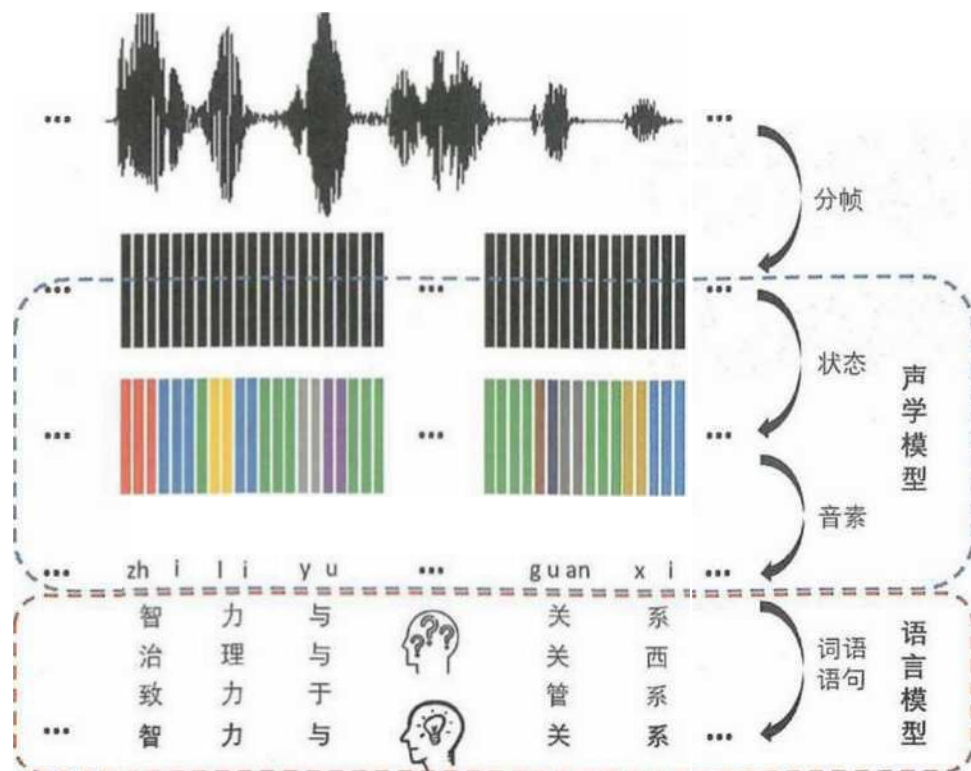 ... ...
分帧
... ... ...
状态
... ... ...
音素
声学模型
... zh i l i y u ... g u an x i ...
智 力 与 关 系
治 理 与 ??? 关 西
致 力 于 管 系
... 智 力 与 关 系 ...
词语
语句
语言模型